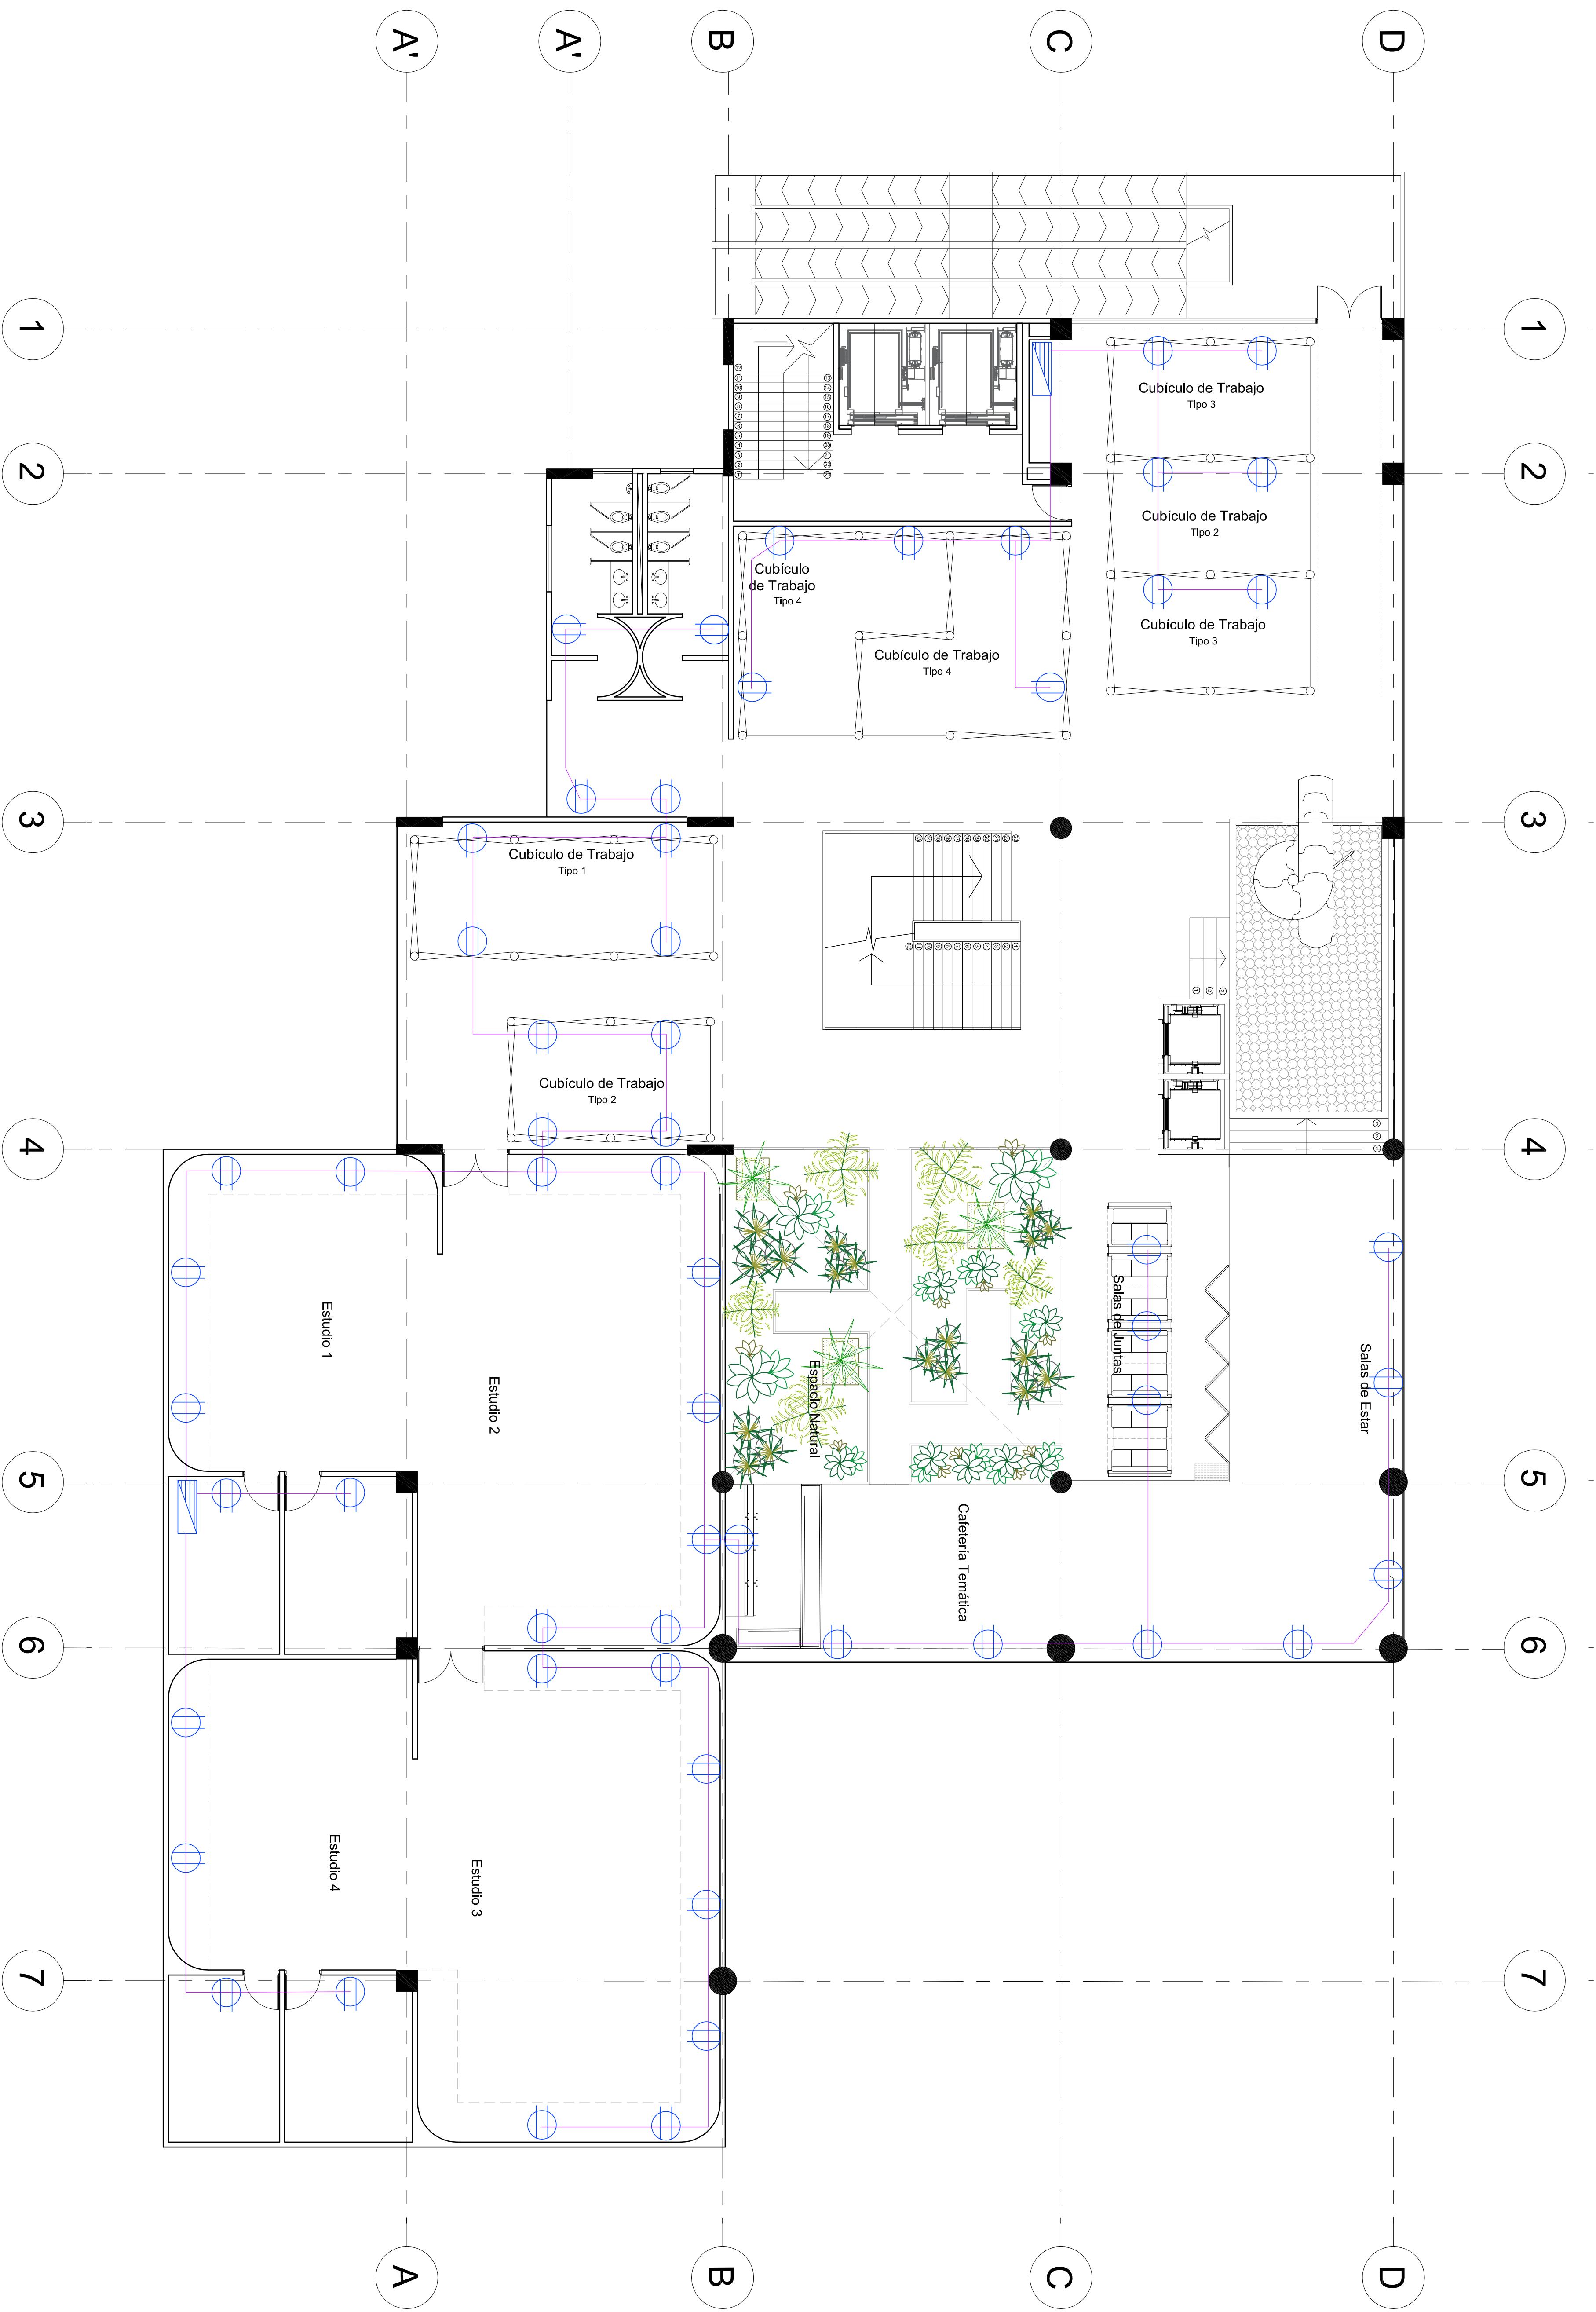 A'
A'
B
C
D
1
1
Cubículo de Trabajo
Tipo 3
2
2
Cubículo de Trabajo
Tipo 2
Cubículo
de Trabajo
Tipo 4
Cubículo de Trabajo
Tipo 3
Cubículo de Trabajo
Tipo 4
3
3
Cubículo de Trabajo
Tipo 1
Cubículo de Trabajo
Tipo 2
4
4
Estudio 1
Estudio 2
Espacio Natural
Salas de Juntas
Salas de Estar
5
5
Cafetería Temática
6
6
Estudio 4
Estudio 3
7
7
A
B
C
D